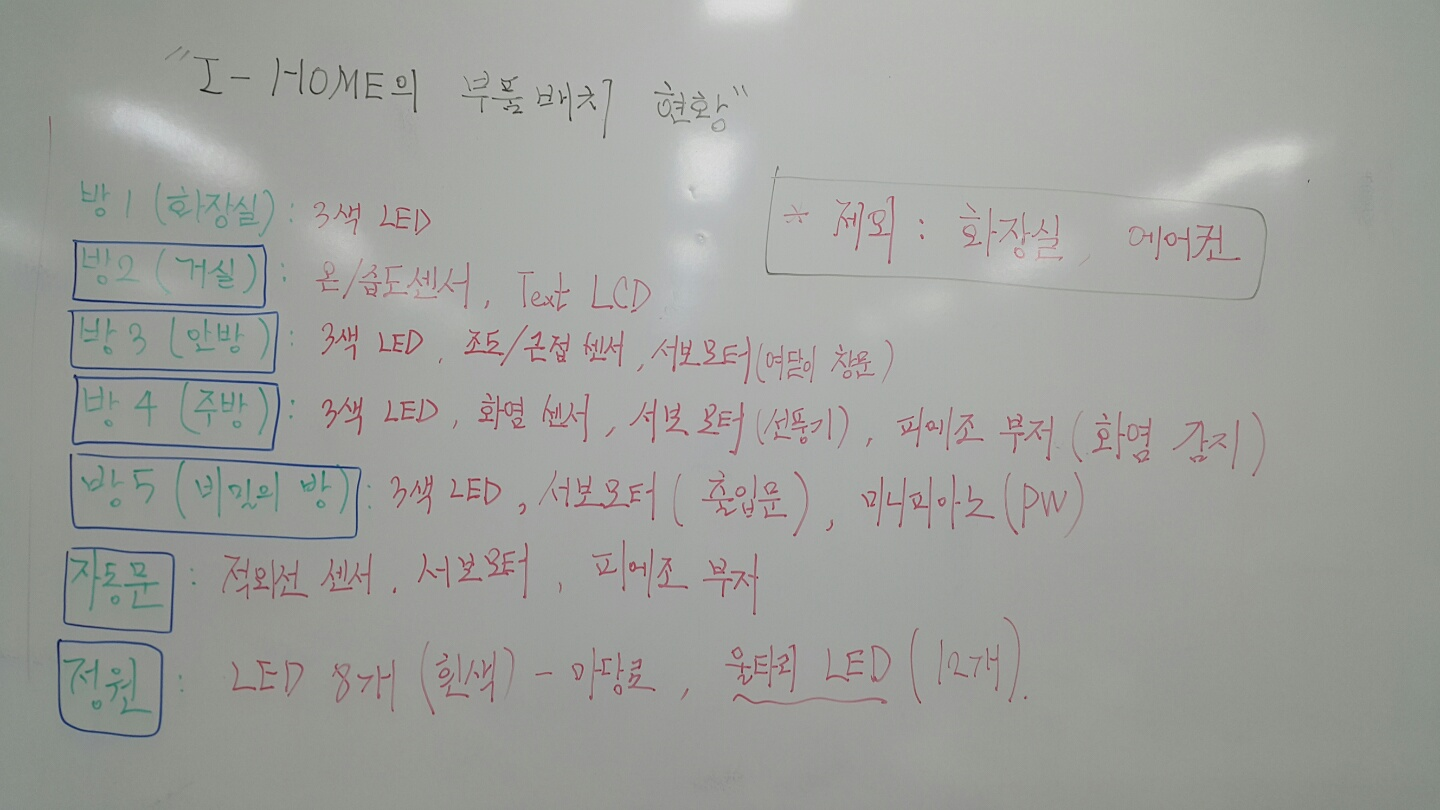 "I-HOME의 부품배치 현황"
* 제외 : 화장실, 에어컨
방1 (화장실) : 3색 LED
방2 (거실) : 온/습도센서, Text LCD
방3 (안방) : 3색 LED, 조도/근접 센서, 서보모터(여닫이 창문)
방4 (주방) : 3색 LED, 화염 센서, 서보모터(선풍기), 피에조 부저 (화염 감지)
방5 (비밀의 방) : 3색 LED, 서보모터( 출입문 ), 미니피아노(PW)
자동문 : 적외선 센서, 서보모터, 피에조 부저
정원 : LED 8개 (흰색) - 마당로, 울타리 LED (12개).